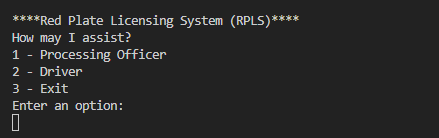 ****Red Plate Licensing System (RPLS)****
How may I assist?
1 - Processing Officer
2 - Driver
3 - Exit
Enter an option: